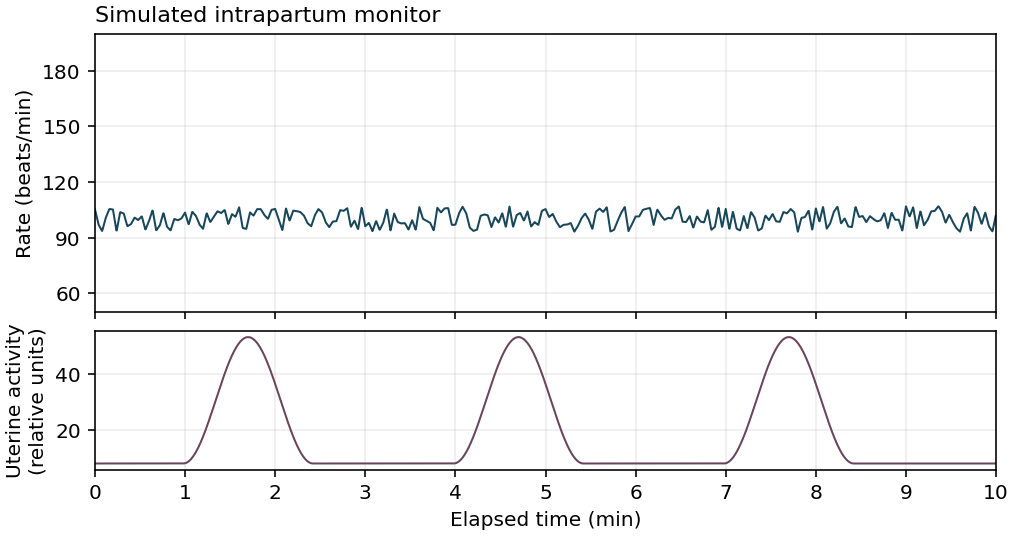 Simulated intrapartum monitor
Rate (beats/min)
180
150
120
90
60
Uterine activity
(relative units)
40
20
0 1 2 3 4 5 6 7 8 9 10
Elapsed time (min)